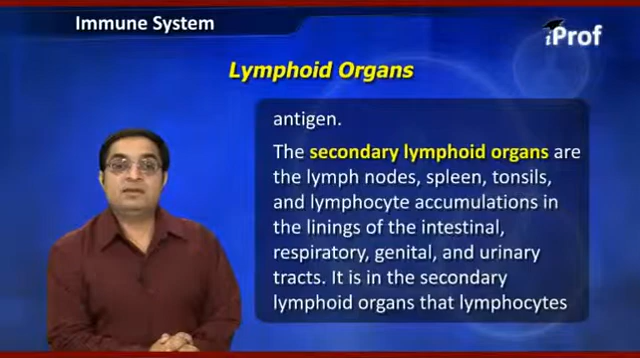 Immune System
iProf
Lymphoid Organs
antigen.
The secondary lymphoid organs are
the lymph nodes, spleen, tonsils,
and lymphocyte accumulations in
the linings of the intestinal,
respiratory, genital, and urinary
tracts. It is in the secondary
lymphoid organs that lymphocytes